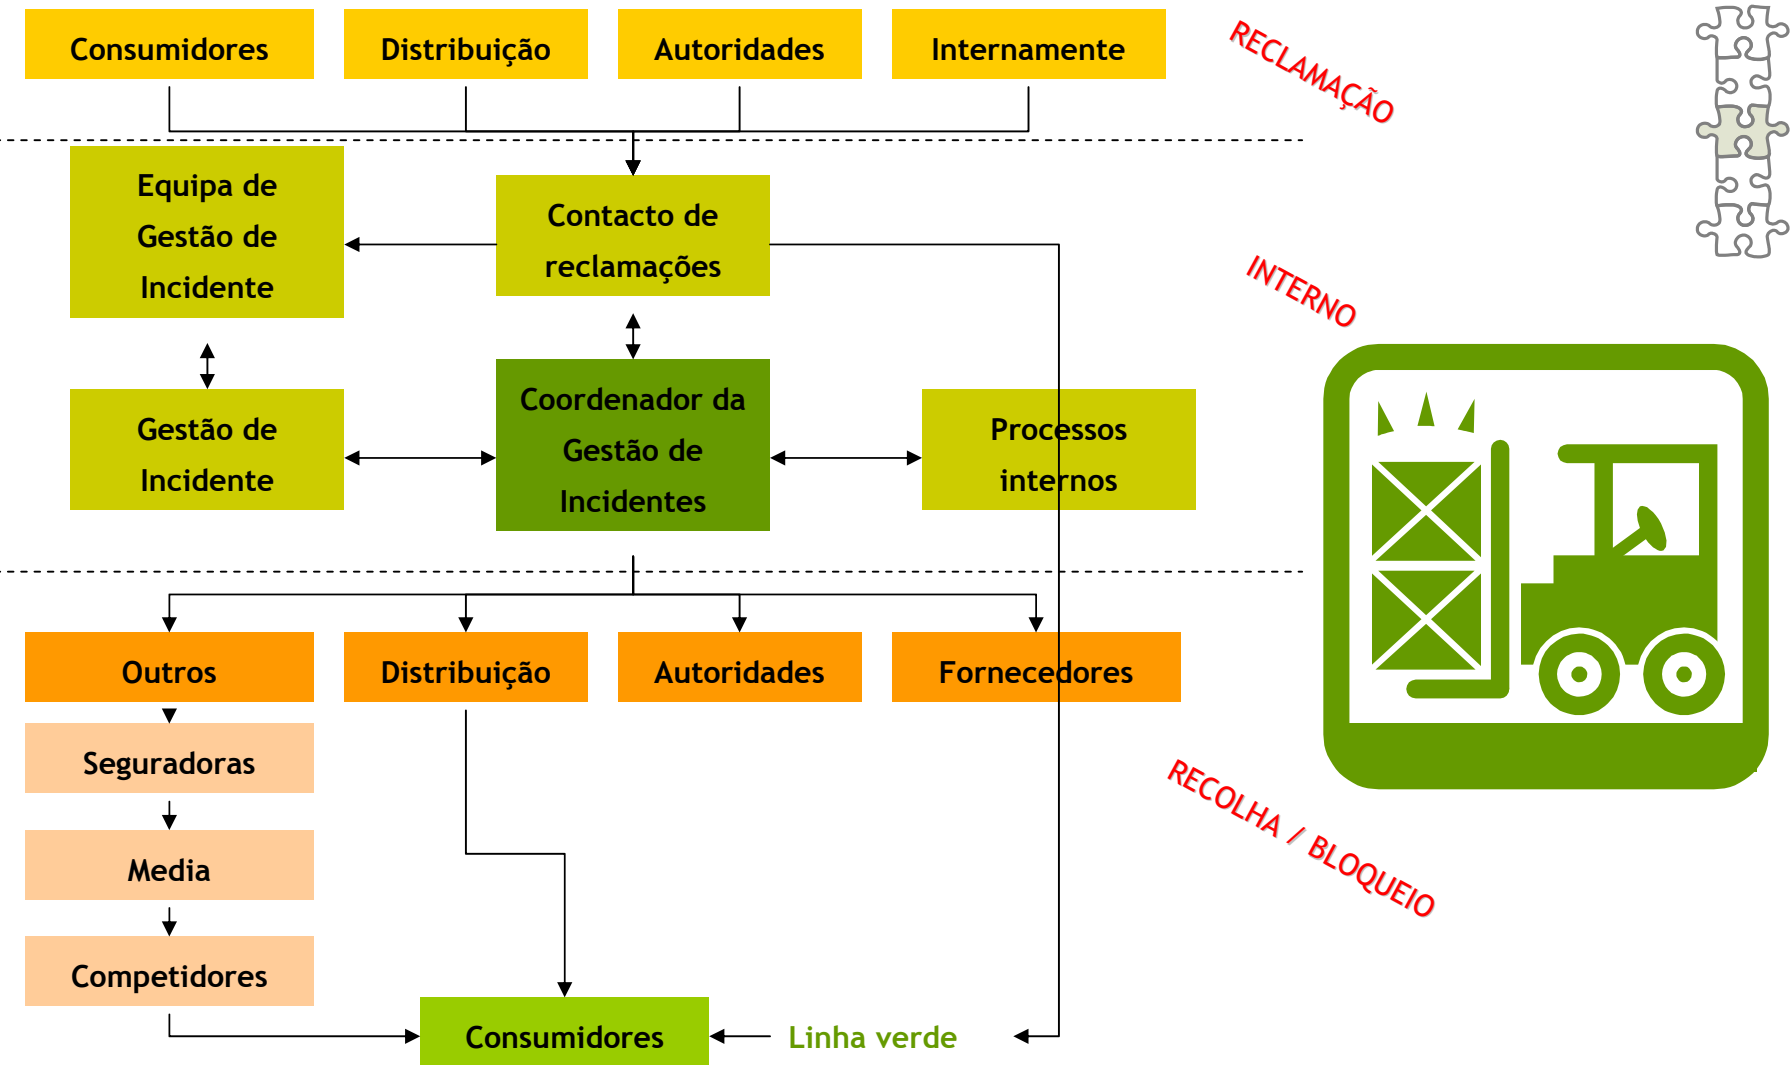 Consumidores
Distribuição
Autoridades
Internamente
RECLAMAÇÃO
Equipa de
Gestão de
Incidente
Contacto de
reclamações
INTERNO
Gestão de
Incidente
Coordenador da
Gestão de
Incidentes
Processos
internos
Outros
Distribuição
Autoridades
Fornecedores
Seguradoras
RECOLHA / BLOQUEIO
Media
Competidores
Consumidores
Linha verde